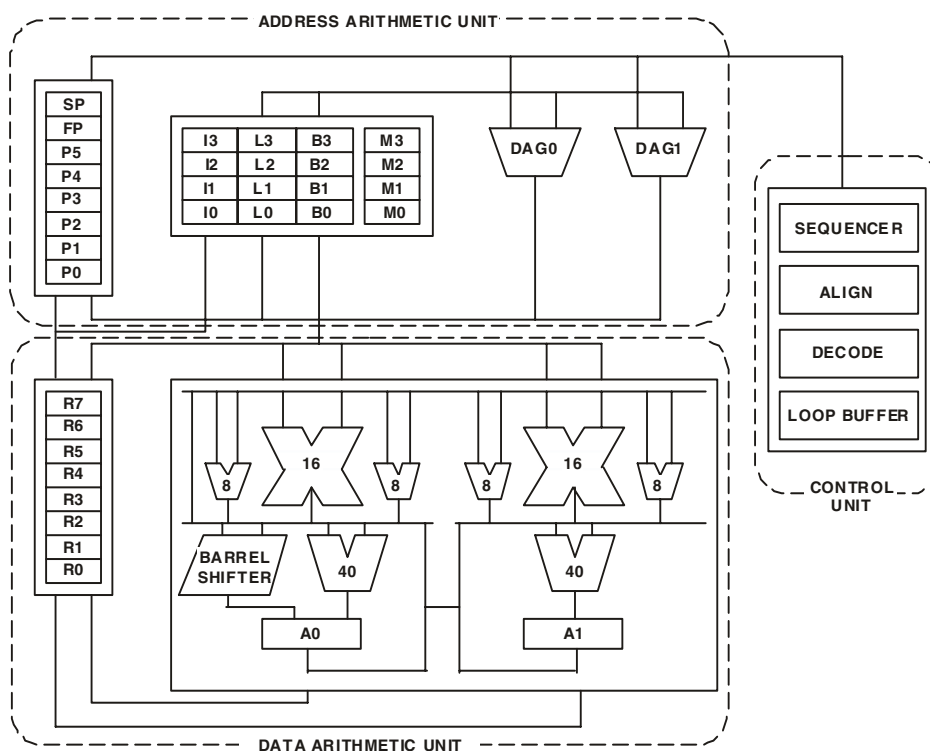 ADDRESS ARITHMETIC UNIT
SP
FP
P5
P4
P3
P2
P1
P0
I3 L3 B3 M3
I2 L2 B2 M2
I1 L1 B1 M1
I0 L0 B0 M0
DAG0 DAG1
SEQUENCER
ALIGN
DECODE
LOOP BUFFER
CONTROL
UNIT
R7
R6
R5
R4
R3
R2
R1
R0
8 16 8 8 16 8
BARREL
SHIFTER
40 40
A0 A1
DATA ARITHMETIC UNIT